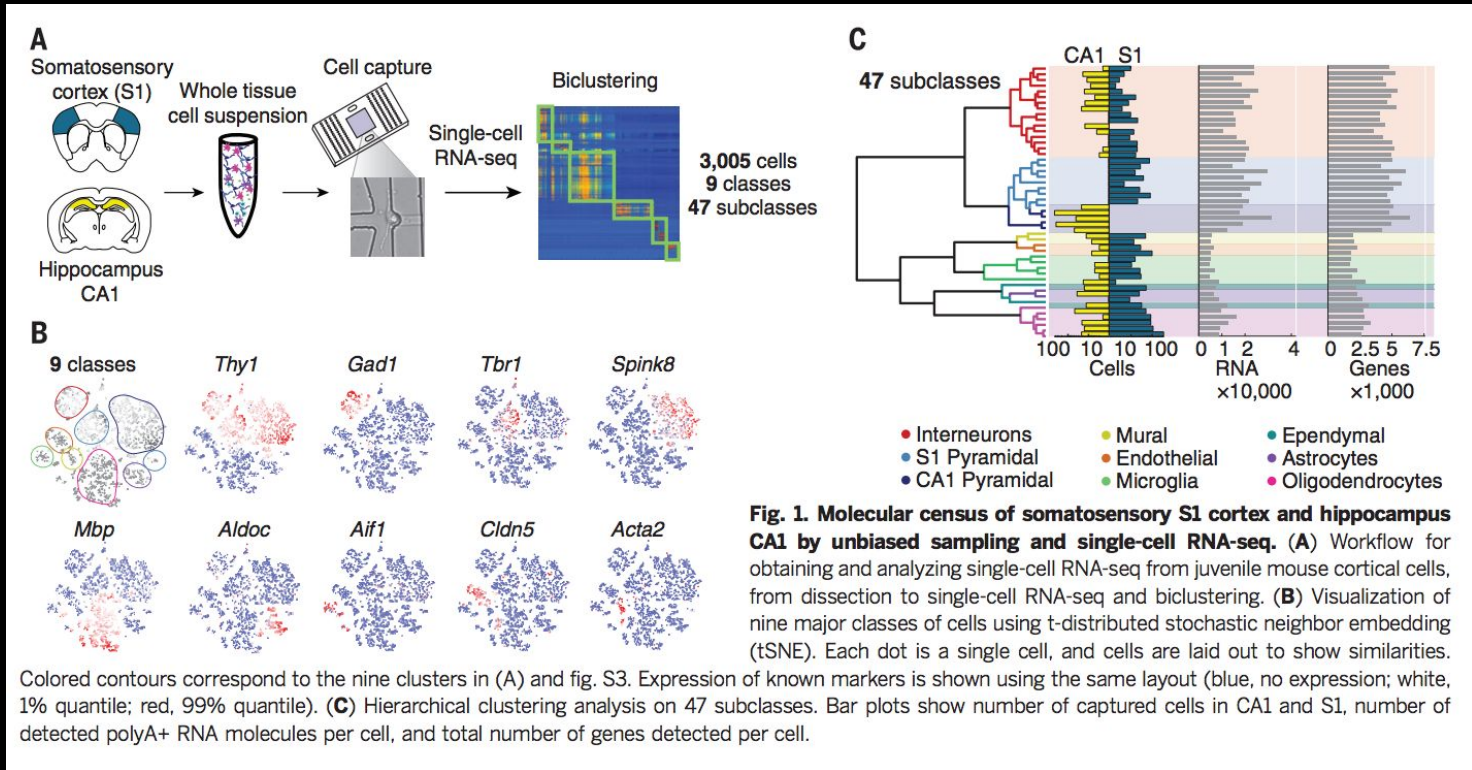 A
Somatosensory
cortex (S1)
Hippocampus
CA1
Whole tissue
cell suspension
Cell capture
Single-cell
RNA-seq
Biclustering
3,005 cells
9 classes
47 subclasses
B
9 classes
Thy1
Gad1
Tbr1
Spink8
Mbp
Aldoc
Aif1
Cldn5
Acta2
C
47 subclasses
CA1 S1
100 10 10 100
Cells
0 1 2 4
RNA
×10,000
0 2.5 5 7.5
Genes
×1,000
Interneurons
S1 Pyramidal
CA1 Pyramidal
Mural
Endothelial
Microglia
Ependymal
Astrocytes
Oligodendrocytes
Fig. 1. Molecular census of somatosensory S1 cortex and hippocampus
CA1 by unbiased sampling and single-cell RNA-seq. (A) Workflow for
obtaining and analyzing single-cell RNA-seq from juvenile mouse cortical cells,
from dissection to single-cell RNA-seq and biclustering. (B) Visualization of
nine major classes of cells using t-distributed stochastic neighbor embedding
(tSNE). Each dot is a single cell, and cells are laid out to show similarities.
Colored contours correspond to the nine clusters in (A) and fig. S3. Expression of known markers is shown using the same layout (blue, no expression; white,
1% quantile; red, 99% quantile). (C) Hierarchical clustering analysis on 47 subclasses. Bar plots show number of captured cells in CA1 and S1, number of
detected polyA+ RNA molecules per cell, and total number of genes detected per cell.